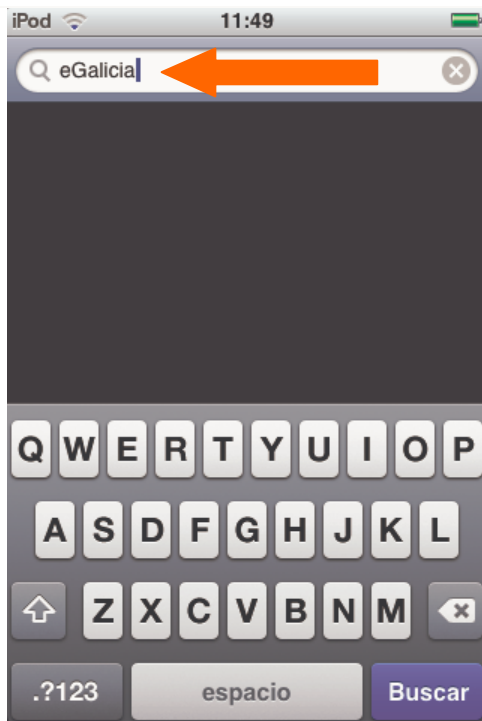 iPod 11:49
eGalicia
Q W E R T Y U I O P
A S D F G H J K L
Z X C V B N M
.?123 espacio Buscar